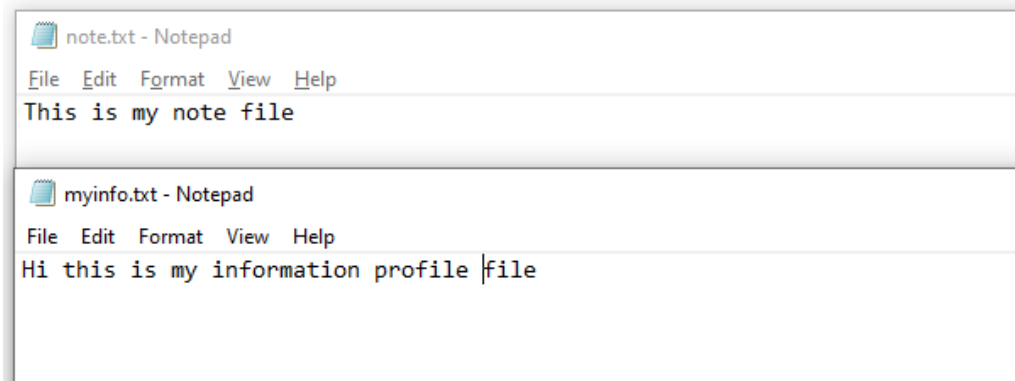 note.txt - Notepad
File Edit Format View Help
This is my note file
myinfo.txt - Notepad
File Edit Format View Help
Hi this is my information profile file